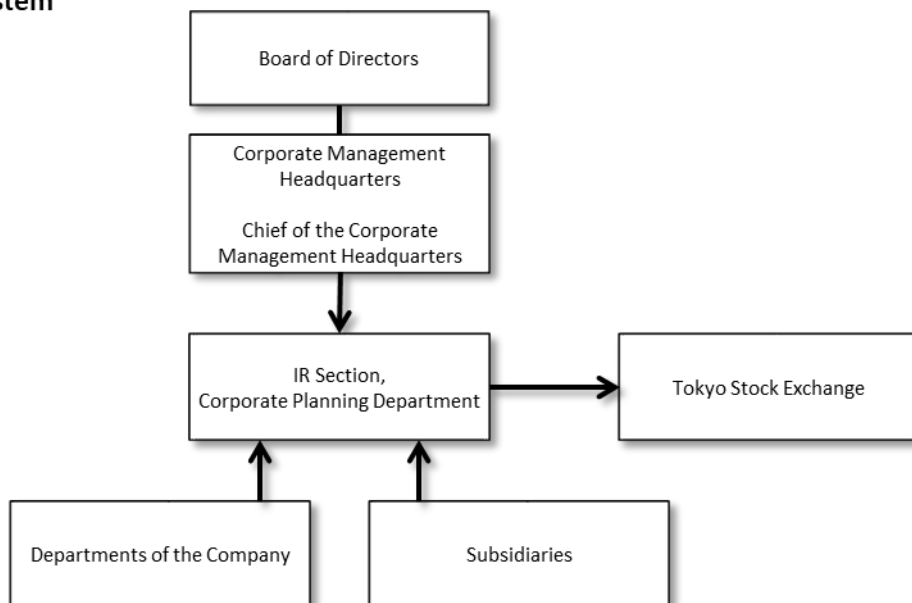 Board of Directors
Corporate Management
Headquarters
Chief of the Corporate
Management Headquarters
IR Section,
Corporate Planning Department
Tokyo Stock Exchange
Departments of the Company
Subsidiaries